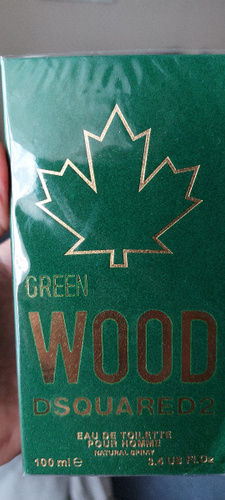 GREEN
WOOD
DSQUARED2
EAU DE TOILETTE
POUR HOMME
NATURAL SPRAY
100 ml ℮ 3.4 US Fl. Oz